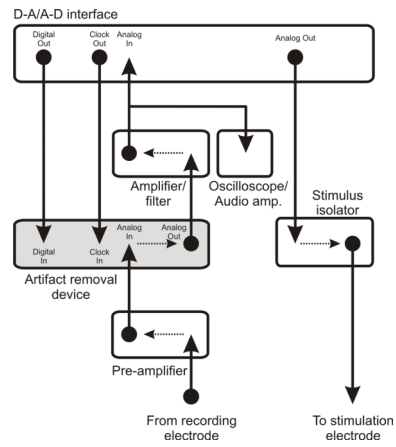 D-A/A-D interface
Digital
Out
Clock
Out
Analog
In
Analog Out
Amplifier/
filter
Oscilloscope/
Audio amp.
Stimulus
isolator
Digital
In
Clock
In
Analog
In
Analog
Out
Artifact removal
device
Pre-amplifier
From recording
electrode
To stimulation
electrode